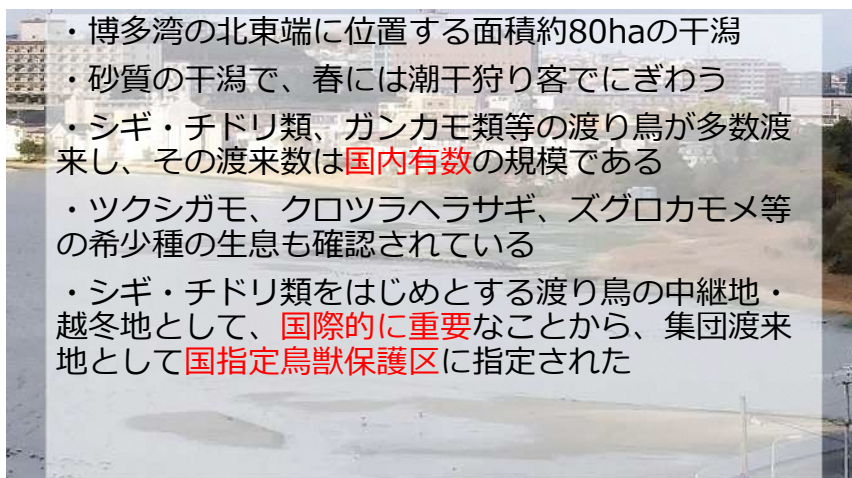 ・博多湾の北東端に位置する面積約80haの干潟
・砂質の干潟で、春には潮干狩り客でにぎわう
・シギ・チドリ類、ガンカモ類等の渡り鳥が多数渡
来し、その渡来数は国内有数の規模である
・ツクシガモ、クロツラヘラサギ、ズグロカモメ等
の希少種の生息も確認されている
・シギ・チドリ類をはじめとする渡り鳥の中継地・
越冬地として、国際的に重要なことから、集団渡来
地として国指定鳥獣保護区に指定された